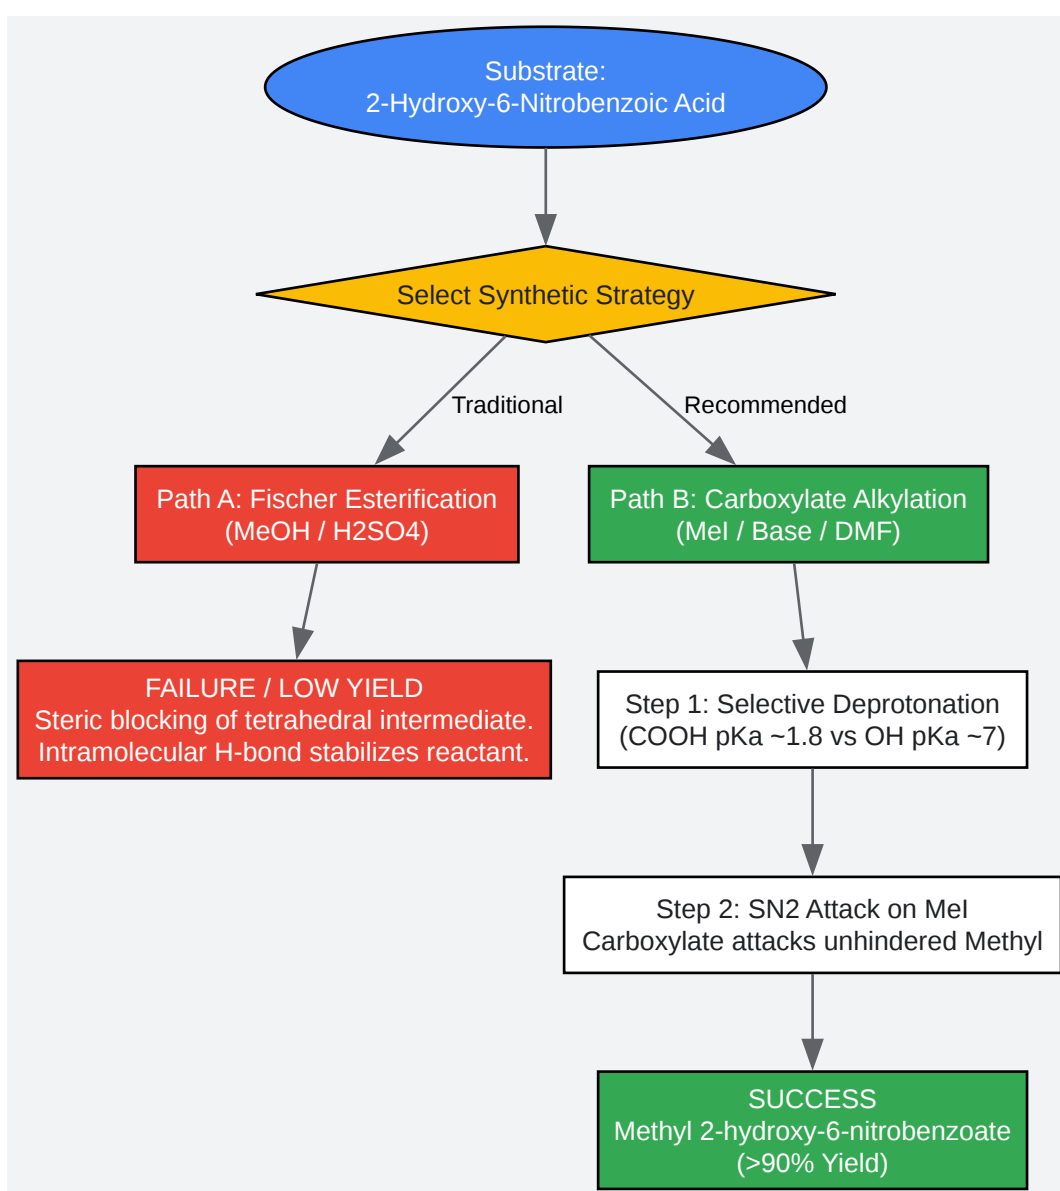 Substrate:
2-Hydroxy-6-Nitrobenzoic Acid
Select Synthetic Strategy
Traditional
Recommended
Path A: Fischer Esterification
(MeOH / H2SO4)
Path B: Carboxylate Alkylation
(MeI / Base / DMF)
FAILURE / LOW YIELD
Steric blocking of tetrahedral intermediate.
Intramolecular H-bond stabilizes reactant.
Step 1: Selective Deprotonation
(COOH pKa ~1.8 vs OH pKa ~7)
Step 2: SN2 Attack on MeI
Carboxylate attacks unhindered Methyl
SUCCESS
Methyl 2-hydroxy-6-nitrobenzoate
(>90% Yield)